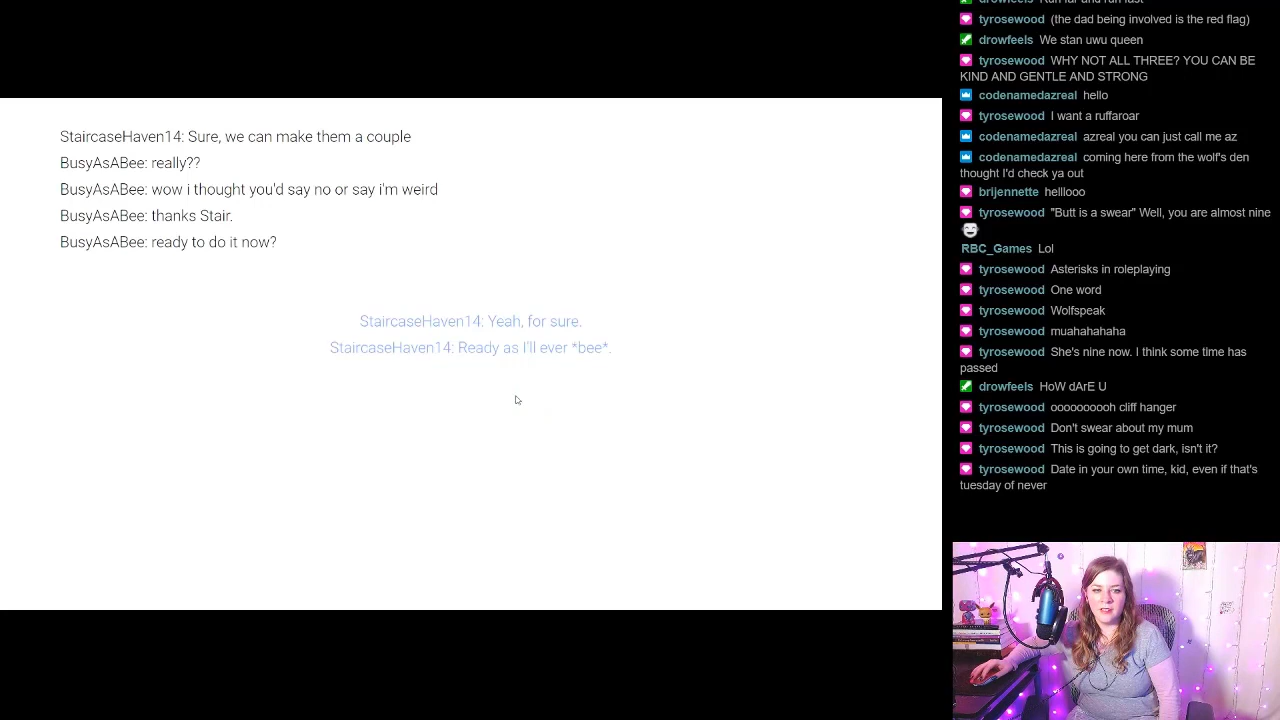 StaircaseHaven14: Sure, we can make them a couple
BusyAsABee: really??
BusyAsABee: wow i thought you'd say no or say i'm weird
BusyAsABee: thanks Stair.
BusyAsABee: ready to do it now?
StaircaseHaven14: Yeah, for sure.
StaircaseHaven14: Ready as I'll ever *bee*.
tyrosewood (the dad being involved is the red flag)
drowfeels We stan uwu queen
tyrosewood WHY NOT ALL THREE? YOU CAN BE
KIND AND GENTLE AND STRONG
codenamedazreal hello
tyrosewood I want a ruffaroar
codenamedazreal azreal you can just call me az
codenamedazreal coming here from the wolf's den
thought I'd check ya out
brijennette helllooo
tyrosewood "Butt is a swear" Well, you are almost nine
RBC_Games Lol
tyrosewood Asterisks in roleplaying
tyrosewood One word
tyrosewood Wolfspeak
tyrosewood muahahahaha
tyrosewood She's nine now. I think some time has
passed
drowfeels HoW dArE U
tyrosewood oooooooooh cliff hanger
tyrosewood Don't swear about my mum
tyrosewood This is going to get dark, isn't it?
tyrosewood Date in your own time, kid, even if that's
tuesday of never